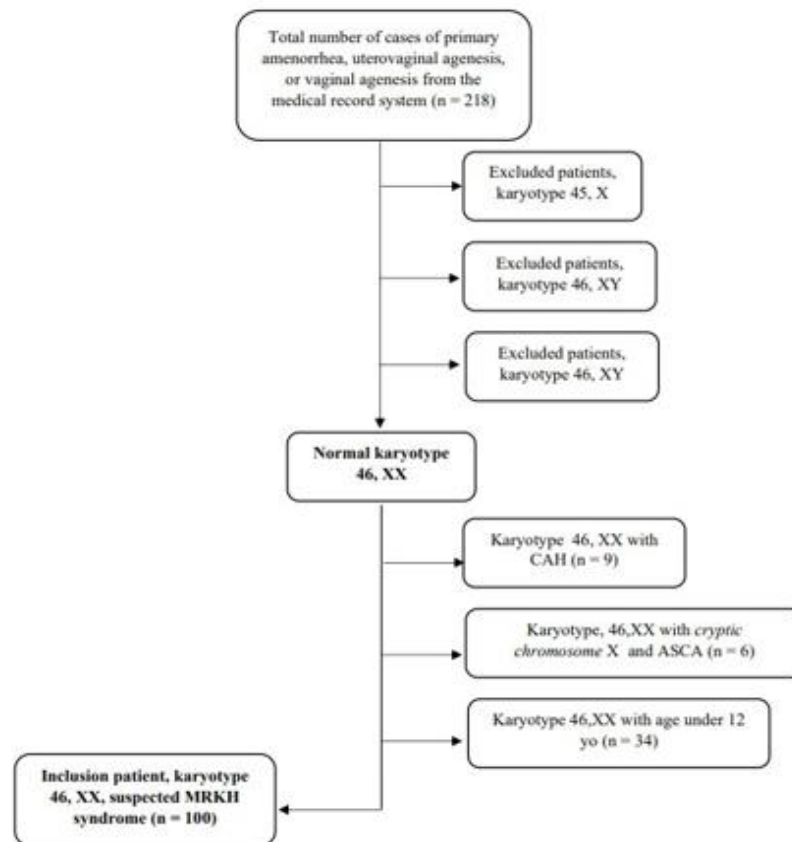 Total number of cases of primary
amenorrhea, uterovaginal agenesis,
or vaginal agenesis from the
medical record system (n = 218)
Excluded patients,
karyotype 45, X
Excluded patients,
karyotype 46, XY
Excluded patients,
karyotype 46, XY
Normal karyotype
46, XX
Karyotype 46, XX with
CAH (n = 9)
Karyotype, 46,XX with cryptic
chromosome X and ASCA (n = 6)
Karyotype 46,XX with age under 12
yo (n = 34)
Inclusion patient, karyotype
46, XX, suspected MRKH
syndrome (n = 100)